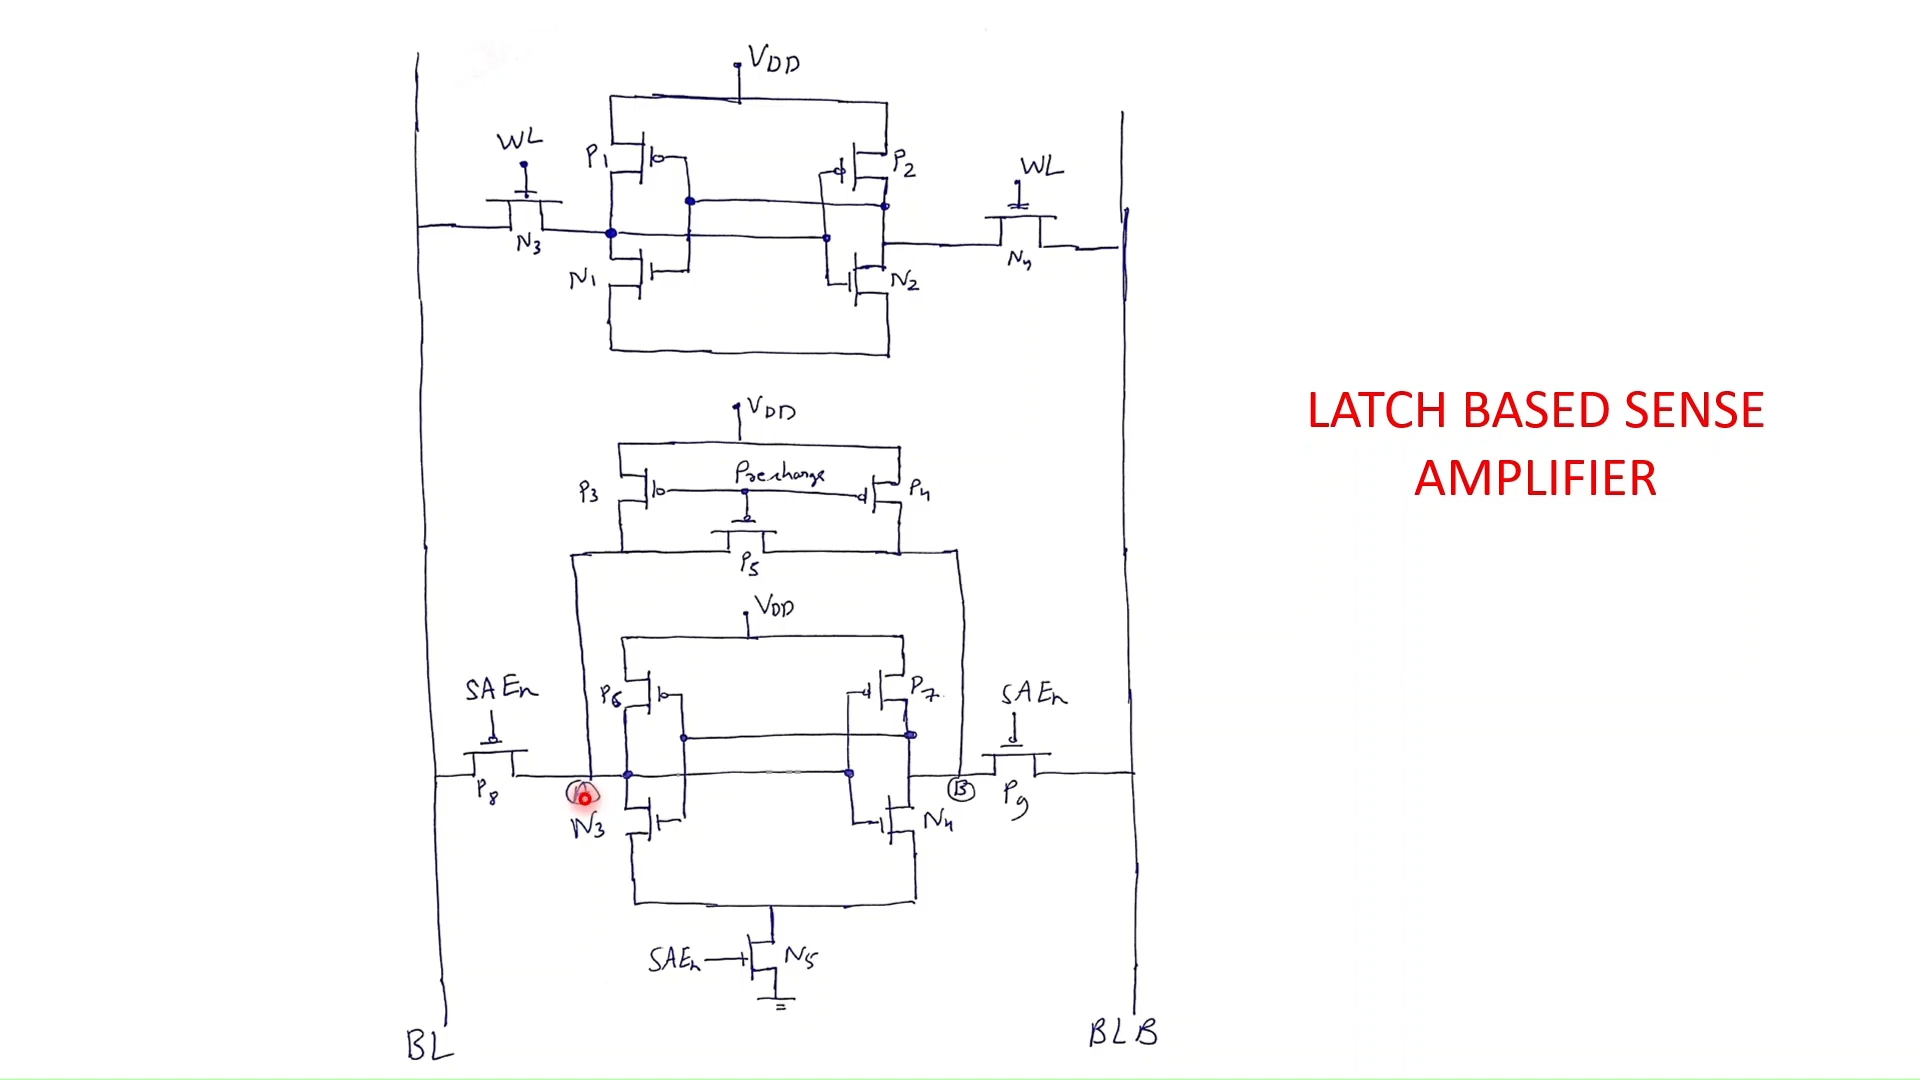 VDD
WL
P1
P2
WL
N3
N4
N1
N2
VDD
LATCH BASED SENSE
AMPLIFIER
Precharge
P3
P4
P5
VDD
SAEn
P6
P7
SAEn
P8
A
B
P9
N3
N4
SAEn
N5
BL
BLB